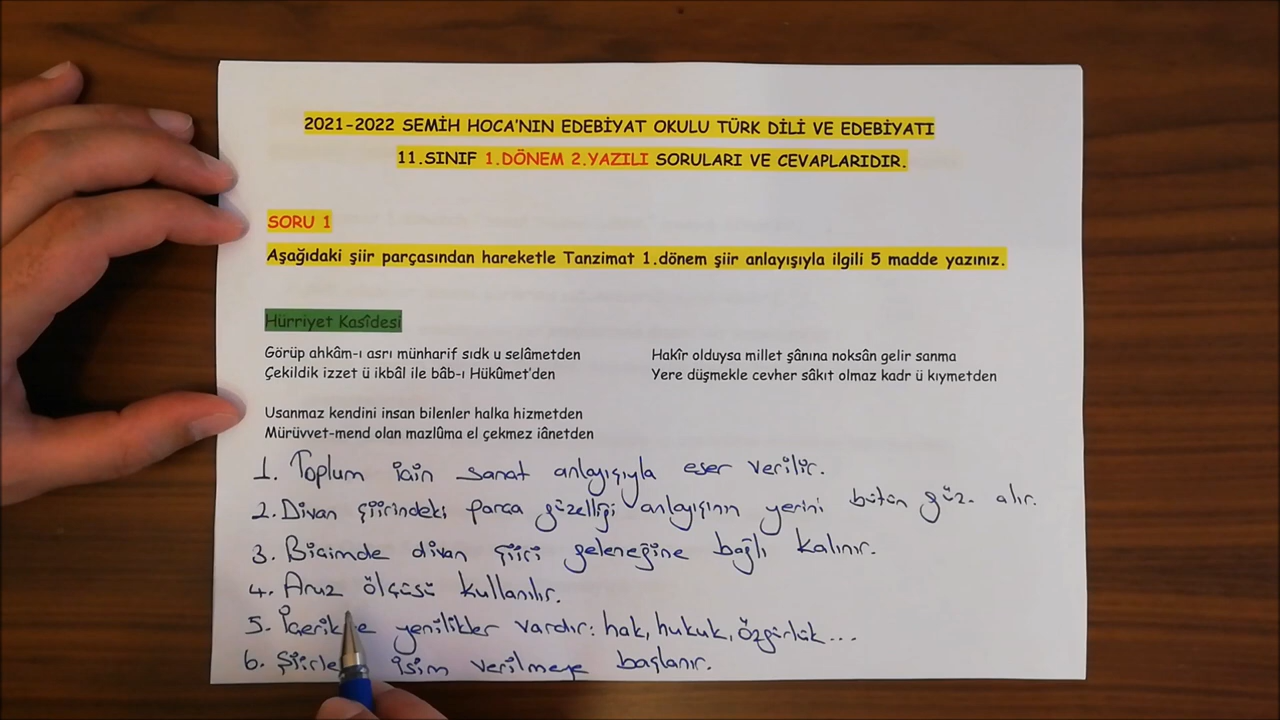 2021-2022 SEMİH HOCA'NIN EDEBİYAT OKULU TÜRK DİLİ VE EDEBİYATI
11.SINIF 1.DÖNEM 2.YAZILI SORULARI VE CEVAPLARIDIR.
SORU 1
Aşağıdaki şiir parçasından hareketle Tanzimat 1.dönem şiir anlayışıyla ilgili 5 madde yazınız.
Hürriyet Kasîdesi
Görüp ahkâm-ı asrı münharif sıdk u selâmetden
Çekildik izzet ü ikbâl ile bâb-ı Hükûmet'den
Usanmaz kendini insan bilenler halka hizmetden
Mürüvvet-mend olan mazlûma el çekmez iânetden
Hakîr olduysa millet şânına noksân gelir sanma
Yere düşmekle cevher sâkıt olmaz kadr ü kıymetden
1. Toplum için sanat anlayışıyla eser verilir.
2. Divan şiirindeki parça güzelliği anlayışının yerini bütün güz. alır.
3. Biçimde divan şiiri geleneğine bağlı kalınır.
4. Aruz ölçüsü kullanılır.
5. yenilikler vardır: hak, hukuk, özgürlük...
6. isim verilmeye başlanır.